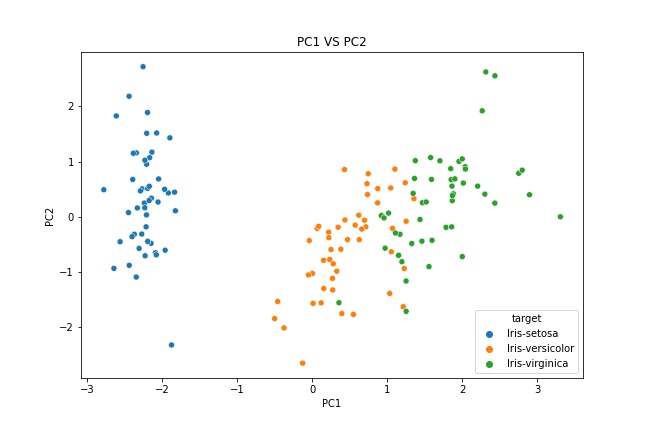 PC1 VS PC2
2
1
0
−1
−2
PC2
−3
−2
−1
0
1
2
3
PC1
target
Iris-setosa
Iris-versicolor
Iris-virginica